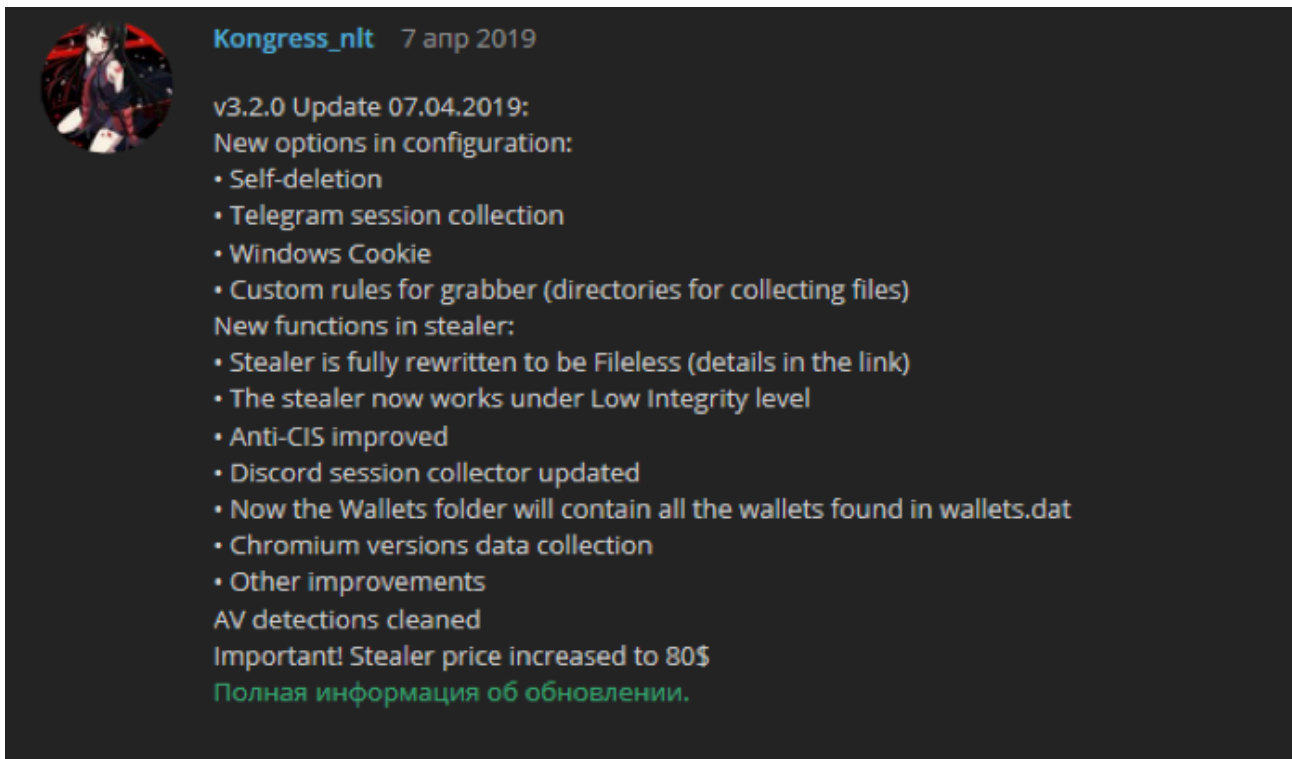 Kongress_nlt 7 апр 2019
v3.2.0 Update 07.04.2019:
New options in configuration:
• Self-deletion
• Telegram session collection
• Windows Cookie
• Custom rules for grabber (directories for collecting files)
New functions in stealer:
• Stealer is fully rewritten to be Fileless (details in the link)
• The stealer now works under Low Integrity level
• Anti-CIS improved
• Discord session collector updated
• Now the Wallets folder will contain all the wallets found in wallets.dat
• Chromium versions data collection
• Other improvements
AV detections cleaned
Important! Stealer price increased to 80$
Полная информация об обновлении.